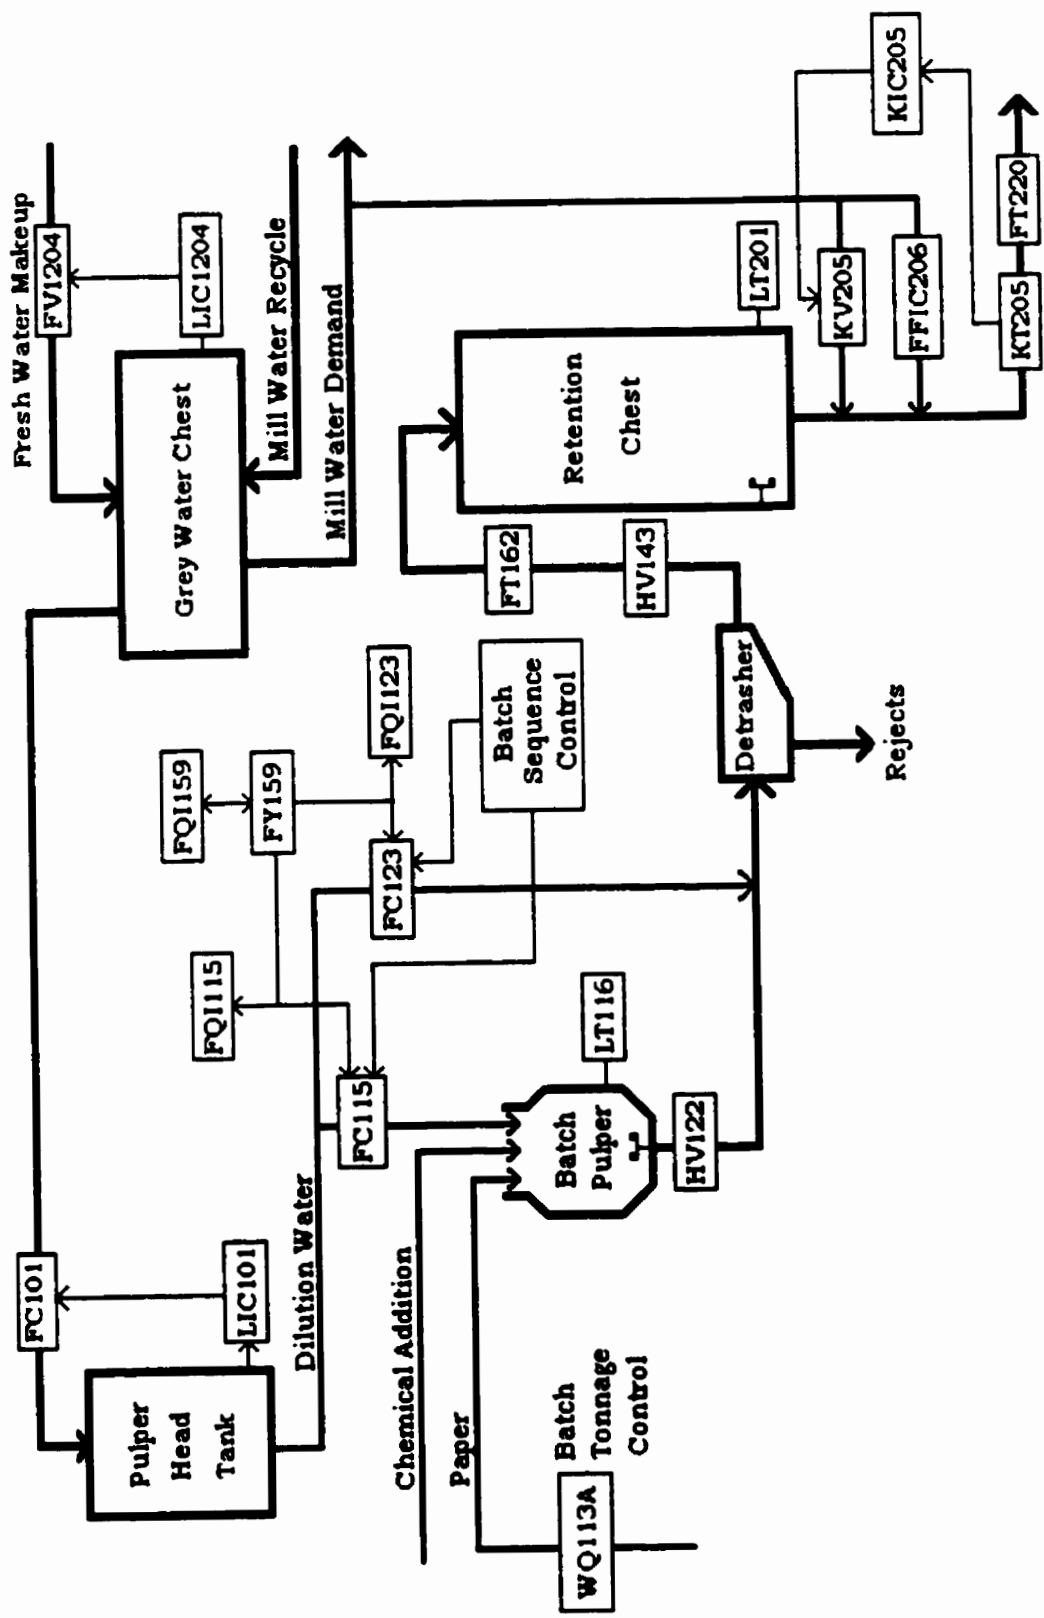 Fresh Water Makeup
FV1204
LIC1204
Grey Water Chest
Mill Water Recycle
Mill Water Demand
FC101
LIC101
Pulper
Head
Tank
Dilution Water
FQI159
FY159
FQI115
FQI123
FC123
FC115
Batch
Sequence
Control
Chemical Addition
Paper
WQ113A
Batch
Tonnage
Control
Batch
Pulper
LT116
HV122
Detrasher
Rejects
HV143
FT162
Retention
Chest
LT201
KV205
FFIC206
KIC205
KT205
FT220